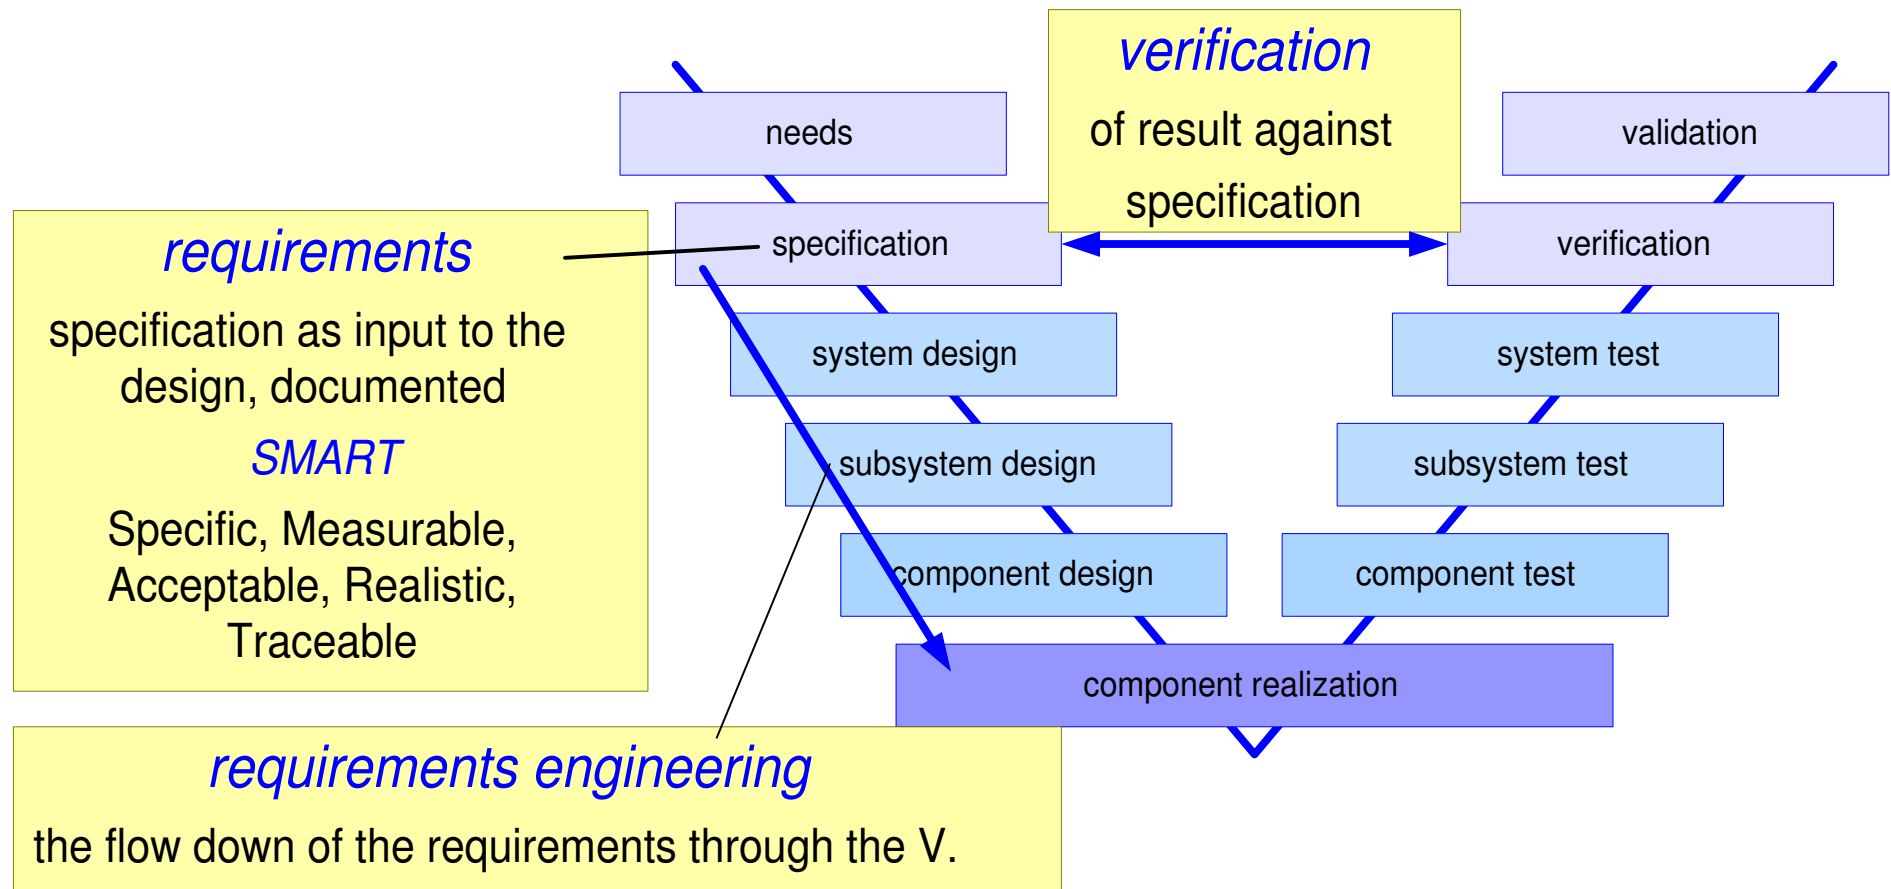 verification
of result against
specification
needs
validation
requirements
specification as input to the
design, documented
SMART
Specific, Measurable,
Acceptable, Realistic,
Traceable
specification
verification
system design
system test
subsystem design
subsystem test
component design
component test
component realization
requirements engineering
the flow down of the requirements through the V.